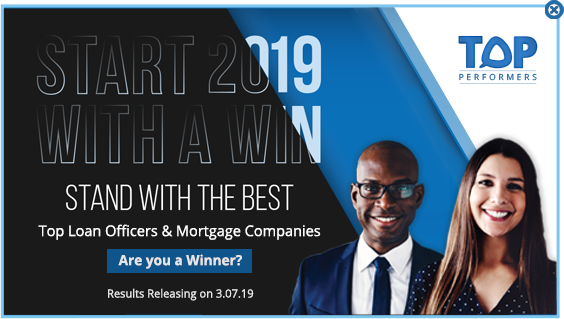 START 2019
WITH A WIN
STAND WITH THE BEST
Top Loan Officers & Mortgage Companies
Are you a Winner?
Results Releasing on 3.07.19
TOP
PERFORMERS